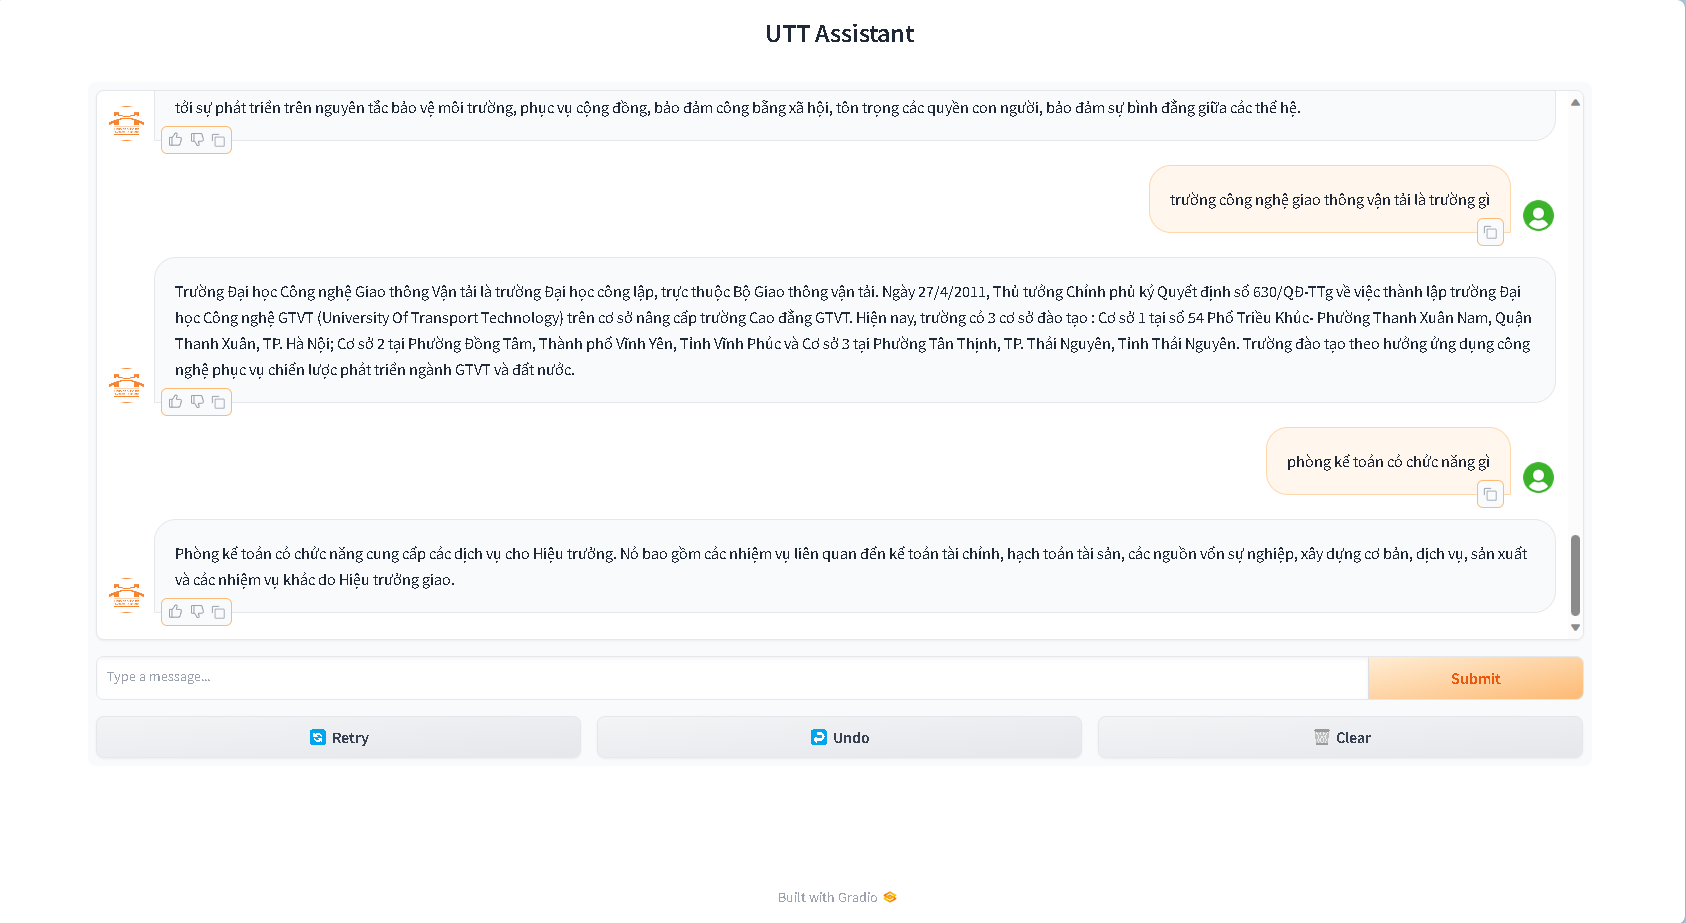 UTT Assistant
tới sự phát triển trên nguyên tắc bảo vệ môi trường, phục vụ cộng đồng, bảo đảm công bằng xã hội, tôn trọng các quyền con người, bảo đảm sự bình đẳng giữa các thế hệ.
trường công nghệ giao thông vận tải là trường gì
Trường Đại học Công nghệ Giao thông Vận tải là trường Đại học công lập, trực thuộc Bộ Giao thông vận tải. Ngày 27/4/2011, Thủ tướng Chính phủ ký Quyết định số 630/QĐ-TTg về việc thành lập trường Đại
học Công nghệ GTVT (University Of Transport Technology) trên cơ sở nâng cấp trường Cao đẳng GTVT. Hiện nay, trường có 3 cơ sở đào tạo : Cơ sở 1 tại số 54 Phố Triều Khúc- Phường Thanh Xuân Nam, Quận
Thanh Xuân, TP. Hà Nội; Cơ sở 2 tại Phường Đồng Tâm, Thành phố Vĩnh Yên, Tỉnh Vĩnh Phúc và Cơ sở 3 tại Phường Tân Thịnh, TP. Thái Nguyên, Tỉnh Thái Nguyên. Trường đào tạo theo hướng ứng dụng công
nghệ phục vụ chiến lược phát triển ngành GTVT và đất nước.
phòng kế toán có chức năng gì
Phòng kế toán có chức năng cung cấp các dịch vụ cho Hiệu trưởng. Nó bao gồm các nhiệm vụ liên quan đến kế toán tài chính, hạch toán tài sản, các nguồn vốn sự nghiệp, xây dựng cơ bản, dịch vụ, sản xuất
và các nhiệm vụ khác do Hiệu trưởng giao.
Type a message...
Submit
Retry
Undo
Clear
Built with Gradio